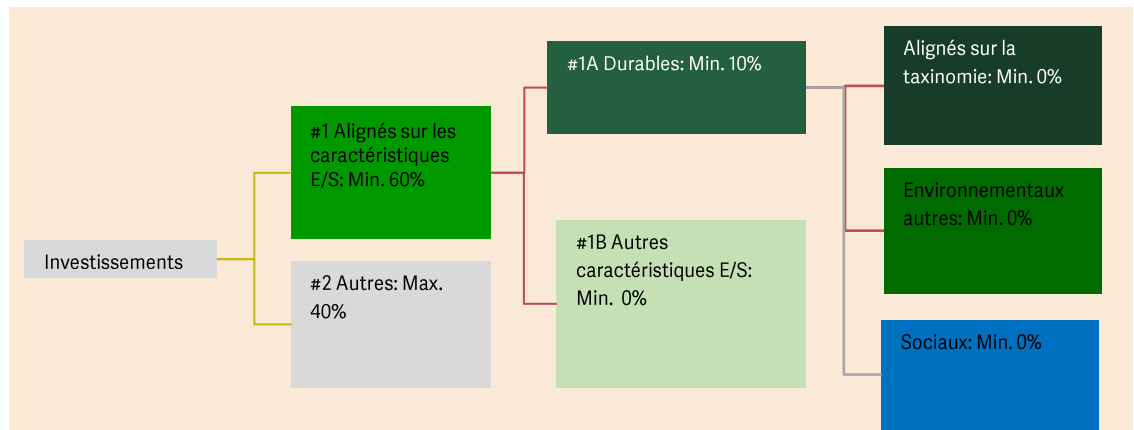 Investissements
#1 Alignés sur les
caractéristiques
E/S: Min. 60%
#2 Autres: Max.
40%
#1A Durables: Min. 10%
#1B Autres
caractéristiques E/S:
Min.  0%
Alignés sur la
taxinomie: Min. 0%
Environnementaux
autres: Min. 0%
Sociaux: Min. 0%